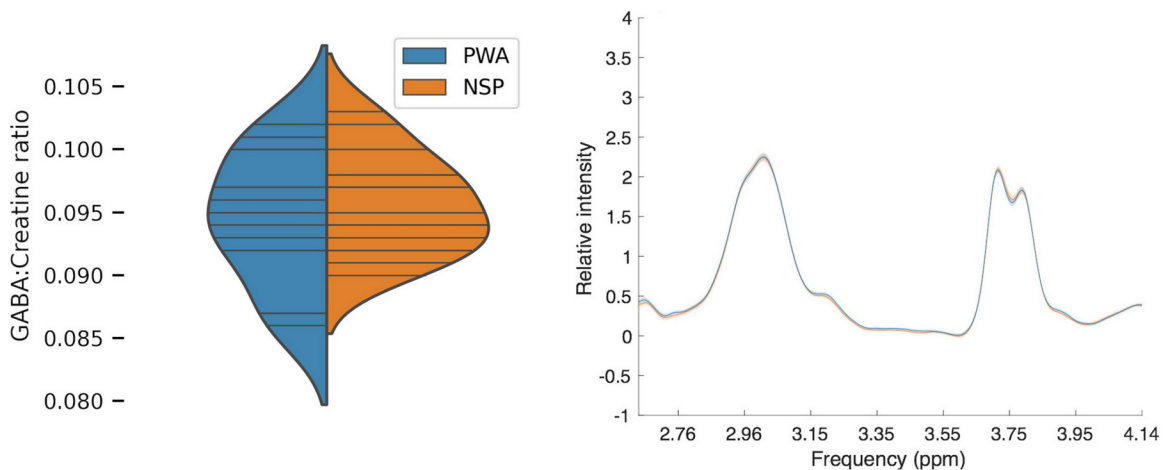 PWA
NSP
GABA:Creatine ratio
0.105
0.100
0.095
0.090
0.085
0.080
Relative intensity
4
3.5
3
2.5
2
1.5
1
0.5
0
-0.5
-1
2.76 2.96 3.15 3.35 3.55 3.75 3.95 4.14
Frequency (ppm)